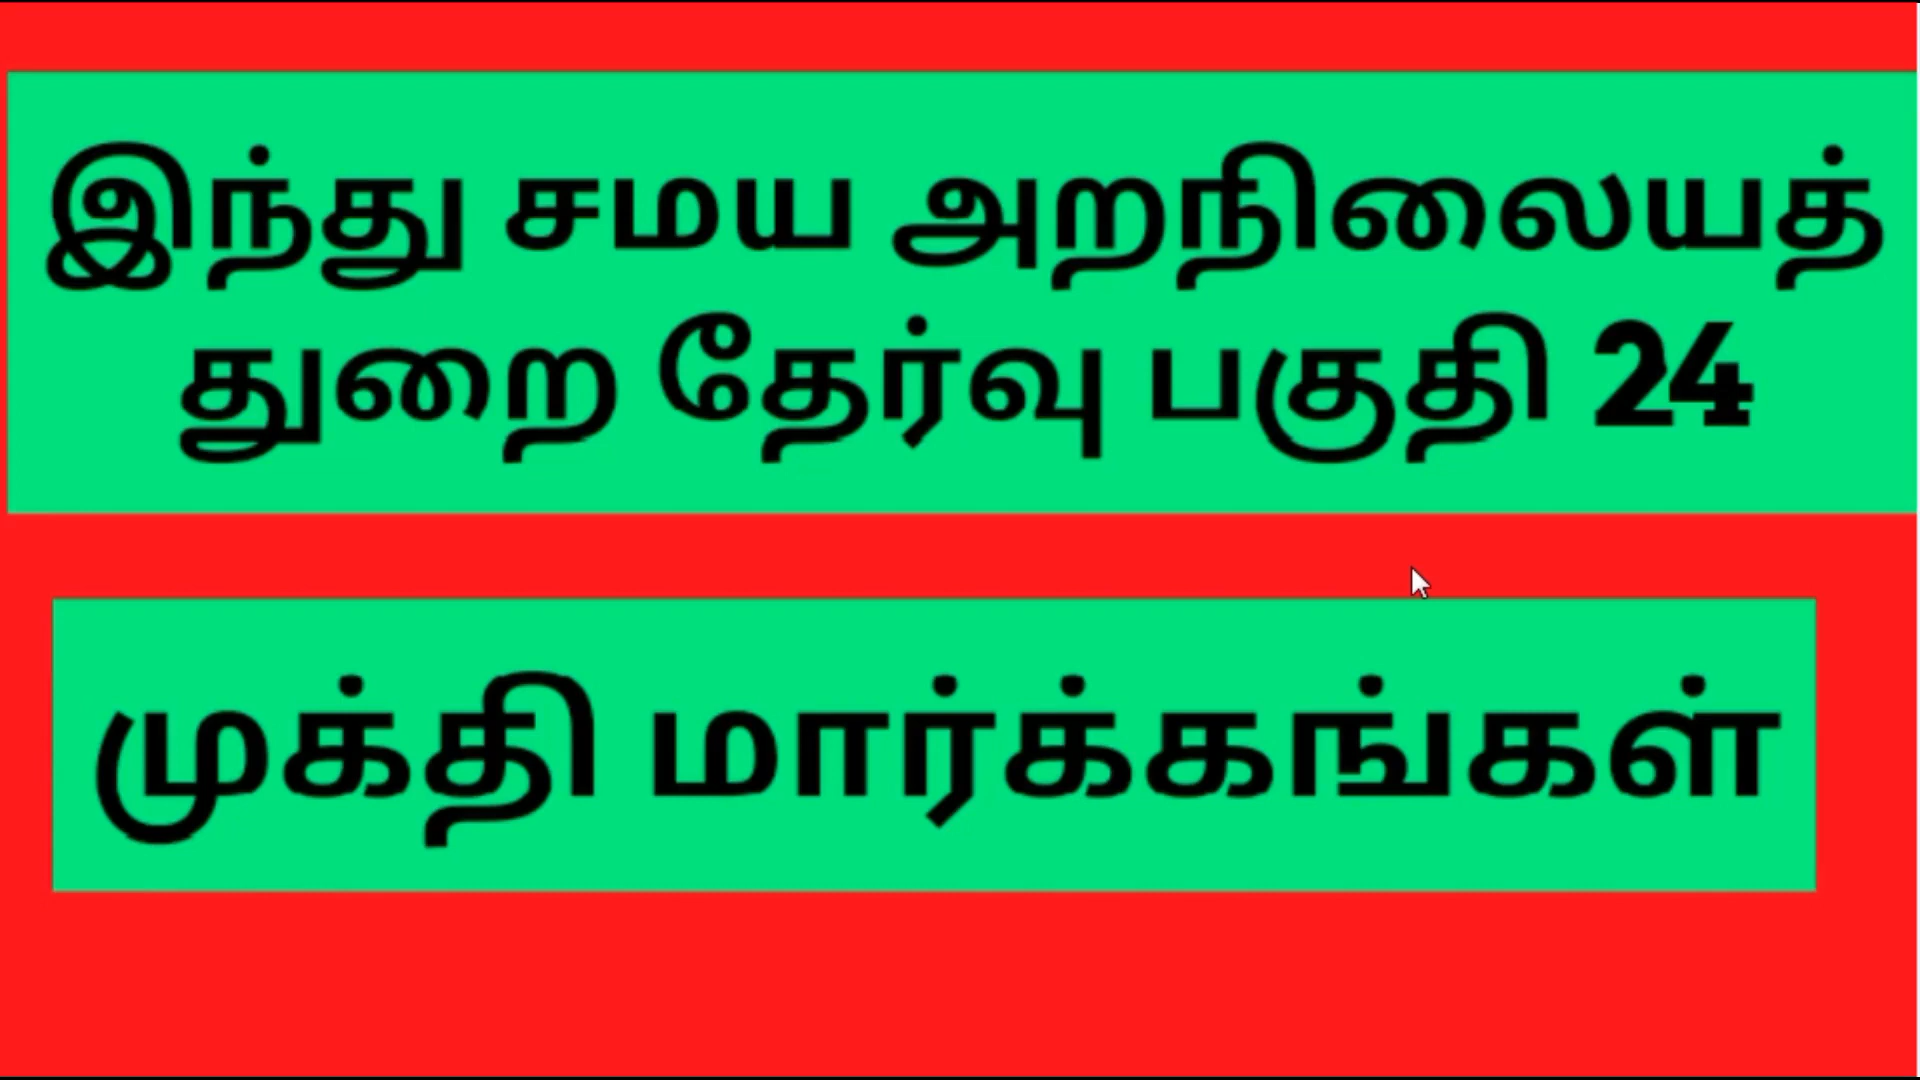 இந்து சமய அறநிலையத்
துறை தேர்வு பகுதி 24
முக்தி மார்க்கங்கள்